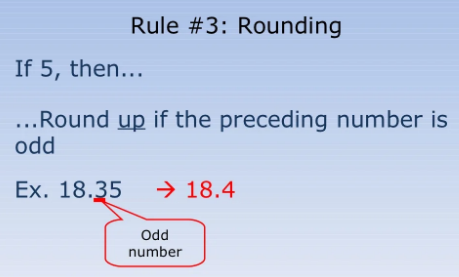 Rule #3: Rounding
If 5, then...
...Round up if the preceding number is
odd
Ex. 18.35 → 18.4
Odd
number